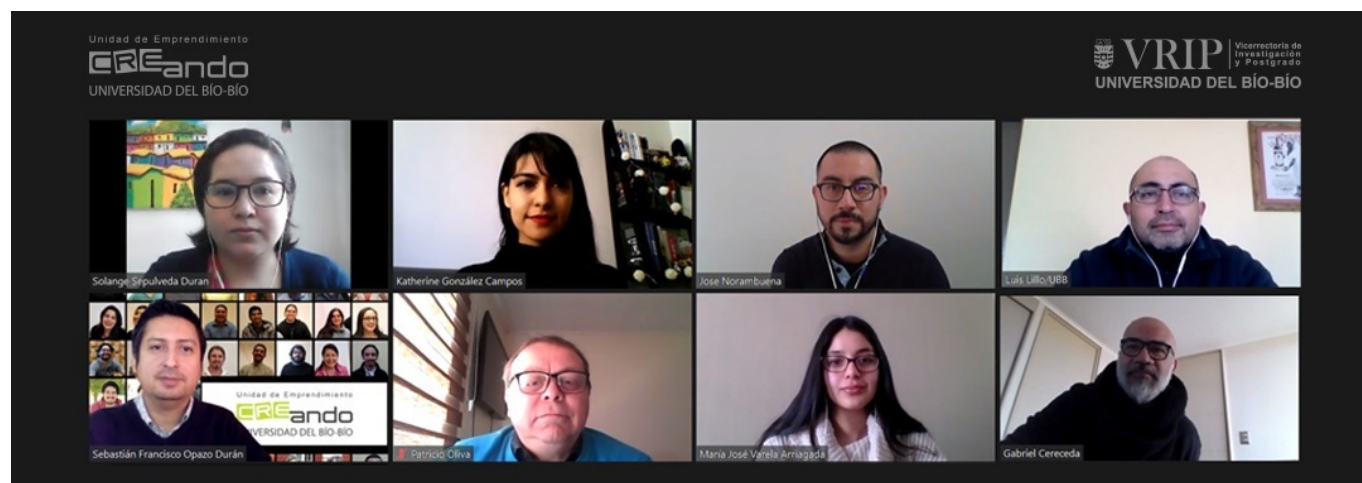 Unidad de Emprendimiento
CREando
UNIVERSIDAD DEL BÍO-BÍO
VRIP
Vicerrectoría de
Investigación
y Postgrado
UNIVERSIDAD DEL BÍO-BÍO
Solange Sepulveda Duran
Katherine González Campos
Jose Norambuena
Luis Lillo/UBB
Unidad de Emprendimiento
CREando
UNIVERSIDAD DEL BÍO-BÍO
Sebastián Francisco Opazo Durán
Patricio Oliva
María José Varela Arriagada
Gabriel Cereceda